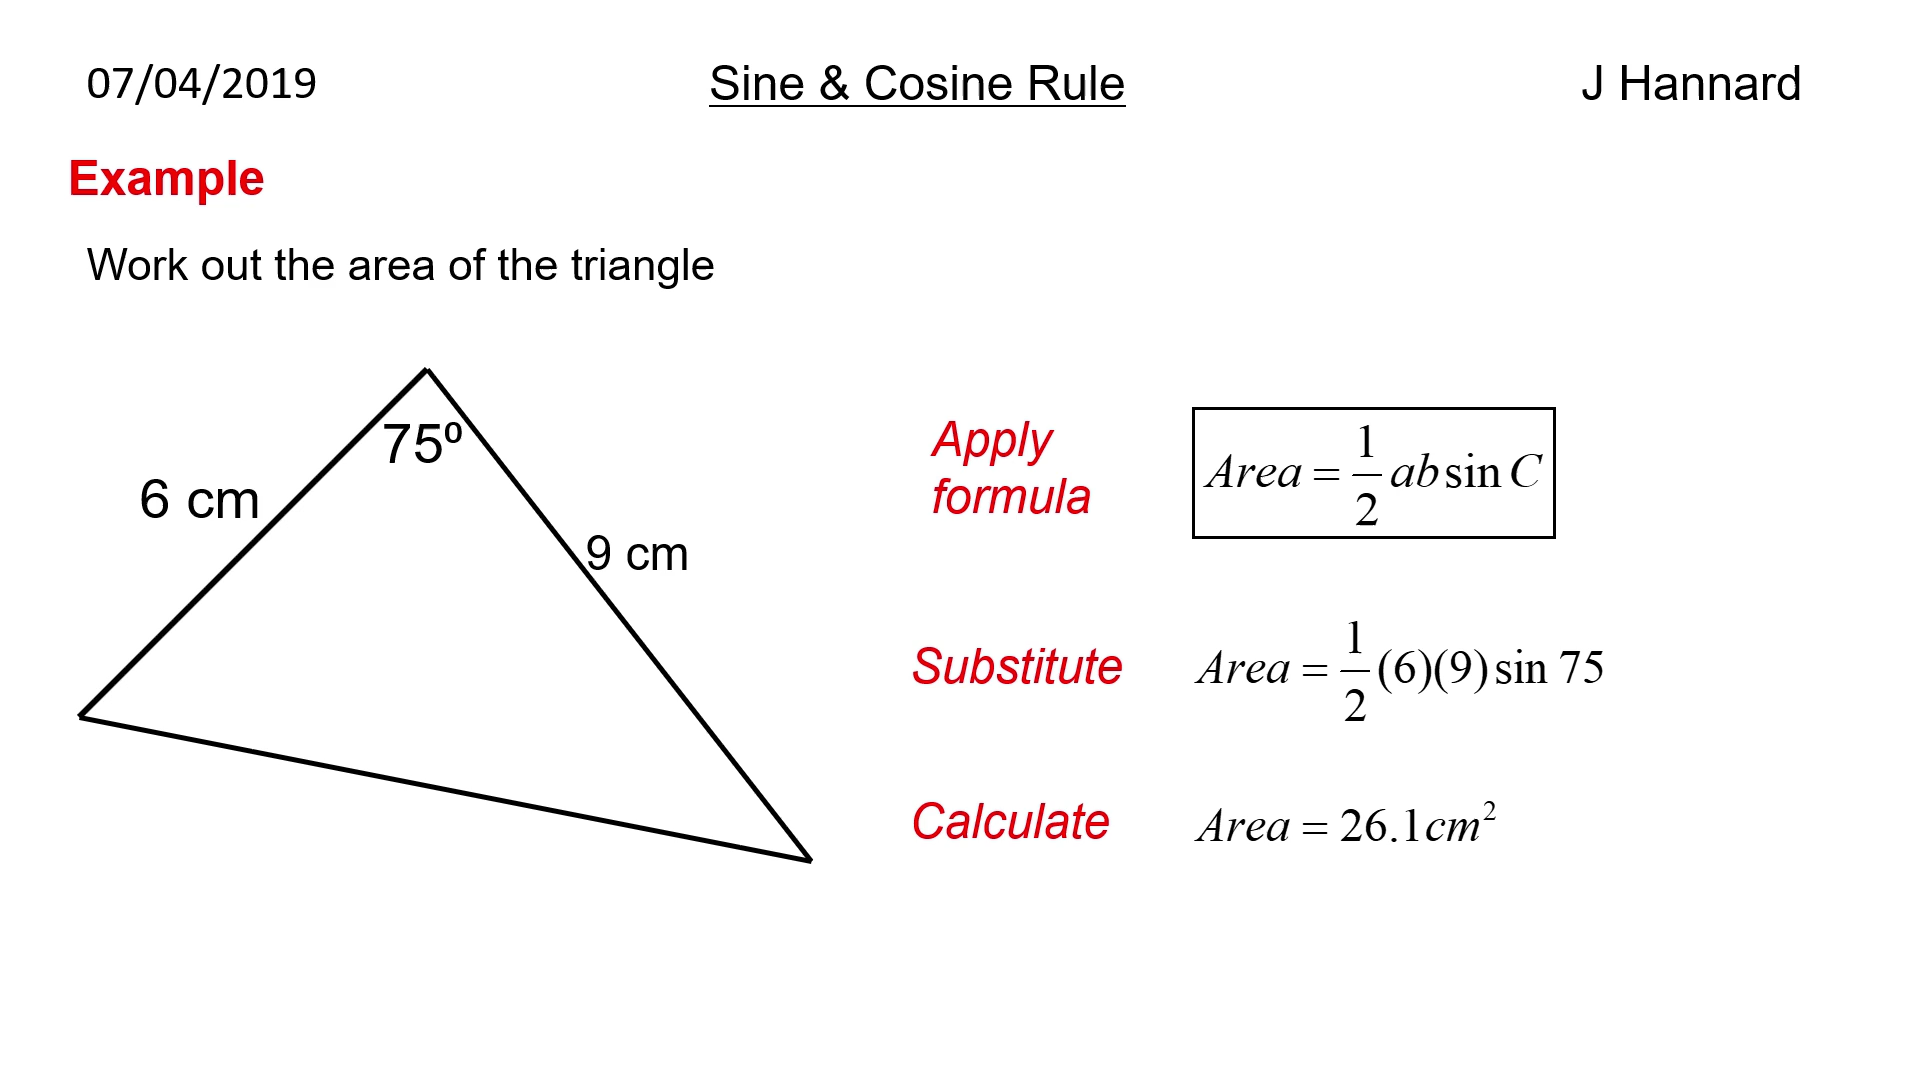 07/04/2019 Sine & Cosine Rule J Hannard
Example
Work out the area of the triangle
75º
6 cm
9 cm
Apply
formula
Area = 1/2 ab sin C
Substitute Area = 1/2 (6)(9) sin 75
Calculate Area = 26.1cm²